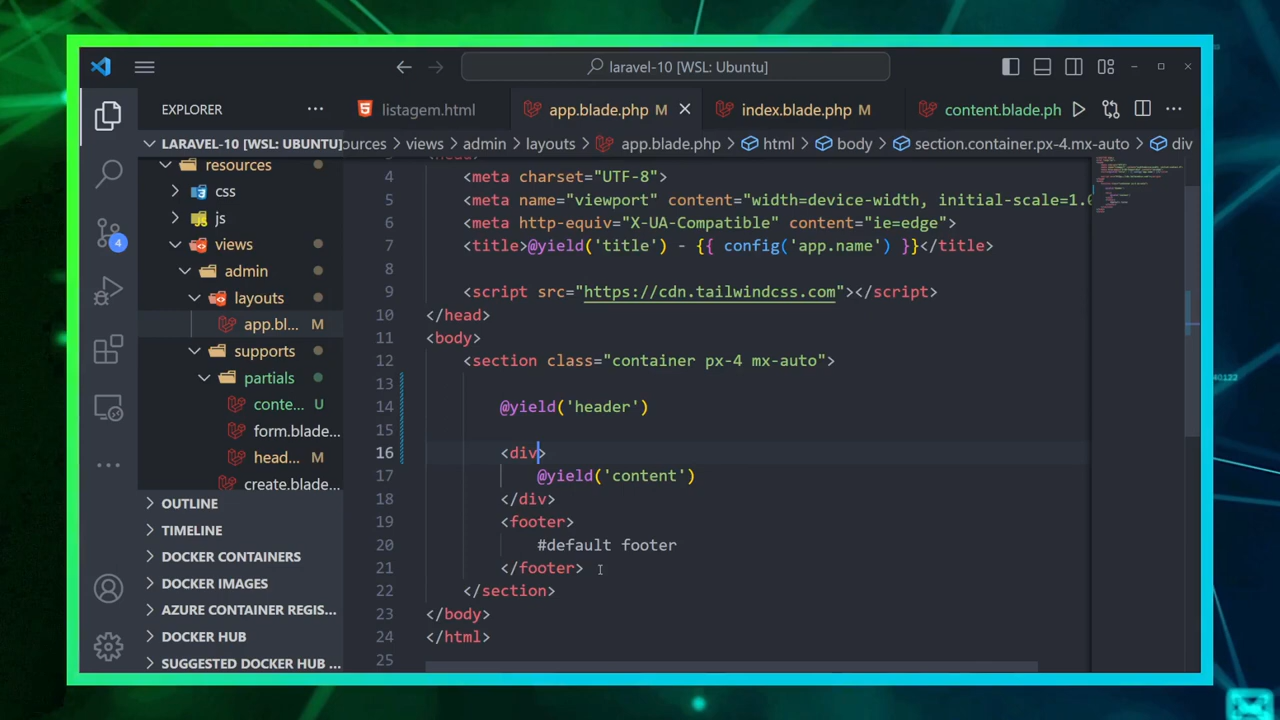 laravel-10 [WSL: Ubuntu]
EXPLORER
listagem.html
app.blade.php M
index.blade.php M
content.blade.ph
LARAVEL-10 [WSL: UBUNTU]
ources > views > admin > layouts > app.blade.php > html > body > section.container.px-4.mx-auto > div
resources
css
js
views
admin
layouts
app.bl... M
supports
partials
conte... U
form.blade...
head... M
create.blade...
OUTLINE
TIMELINE
DOCKER CONTAINERS
DOCKER IMAGES
AZURE CONTAINER REGIS...
DOCKER HUB
SUGGESTED DOCKER HUB ...
4
4 <meta charset="UTF-8">
5 <meta name="viewport" content="width=device-width, initial-scale=1.0
6 <meta http-equiv="X-UA-Compatible" content="ie=edge">
7 <title>@yield('title') - {{ config('app.name') }}</title>
8
9 <script src="https://cdn.tailwindcss.com"></script>
10 </head>
11 <body>
12 <section class="container px-4 mx-auto">
13
14 @yield('header')
15
16 <div>
17 @yield('content')
18 </div>
19 <footer>
20 #default footer
21 </footer>
22 </section>
23 </body>
24 </html>
25
40122